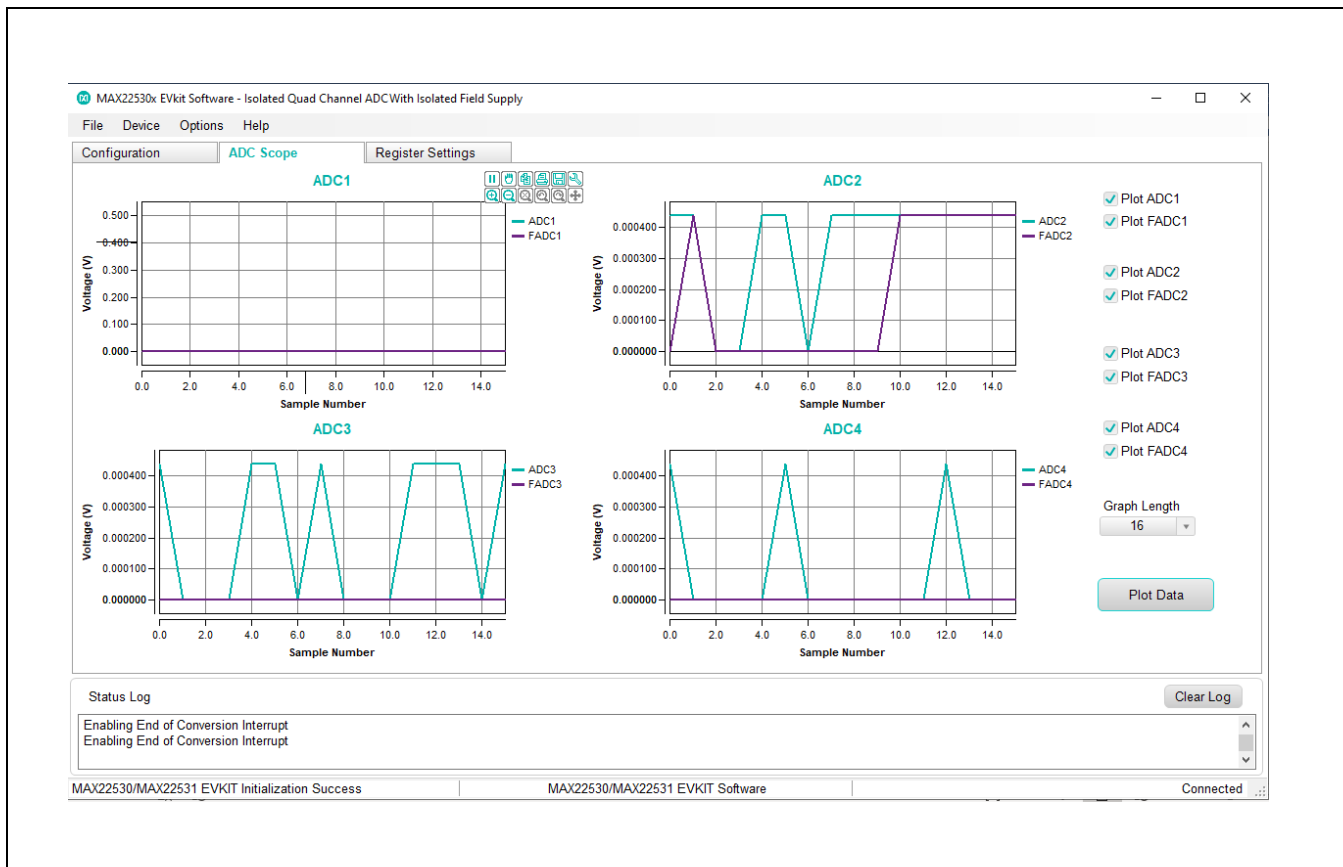 MAX22530x EVkit Software - Isolated Quad Channel ADC With Isolated Field Supply
File Device Options Help
Configuration ADC Scope Register Settings
ADC1
0.500
0.400
0.300
0.200
0.100
0.000
Voltage (V)
0.0 2.0 4.0 6.0 8.0 10.0 12.0 14.0
Sample Number
ADC1
FADC1
ADC2
0.000400
0.000300
0.000200
0.000100
0.000000
Voltage (V)
0.0 2.0 4.0 6.0 8.0 10.0 12.0 14.0
Sample Number
ADC2
FADC2
ADC3
0.000400
0.000300
0.000200
0.000100
0.000000
Voltage (V)
0.0 2.0 4.0 6.0 8.0 10.0 12.0 14.0
Sample Number
ADC3
FADC3
ADC4
0.000400
0.000300
0.000200
0.000100
0.000000
Voltage (V)
0.0 2.0 4.0 6.0 8.0 10.0 12.0 14.0
Sample Number
ADC4
FADC4
Plot ADC1
Plot FADC1
Plot ADC2
Plot FADC2
Plot ADC3
Plot FADC3
Plot ADC4
Plot FADC4
Graph Length
16
Plot Data
Status Log
Clear Log
Enabling End of Conversion Interrupt
Enabling End of Conversion Interrupt
MAX22530/MAX22531 EVKIT Initialization Success MAX22530/MAX22531 EVKIT Software Connected